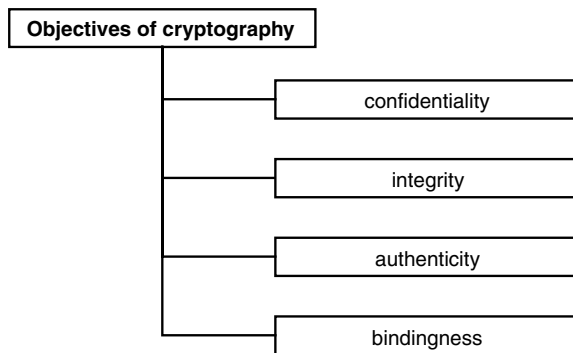 Objectives of cryptography
confidentiality
integrity
authenticity
bindingness